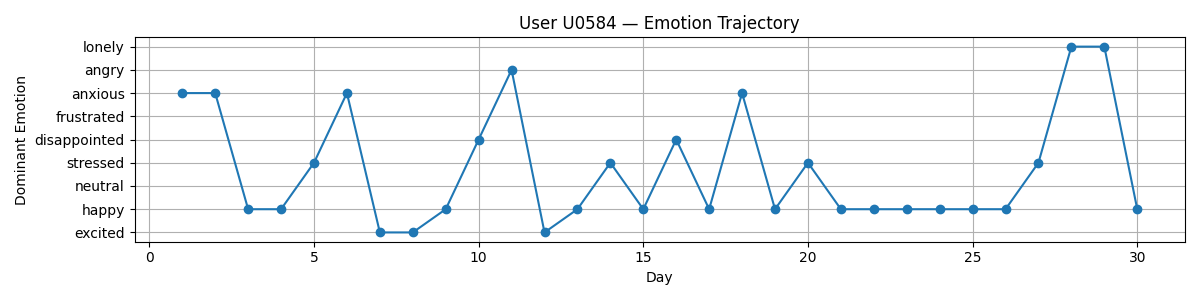 User U0584 — Emotion Trajectory
Dominant Emotion
lonely
angry
anxious
frustrated
disappointed
stressed
neutral
happy
excited
0 5 10 15 20 25 30
Day